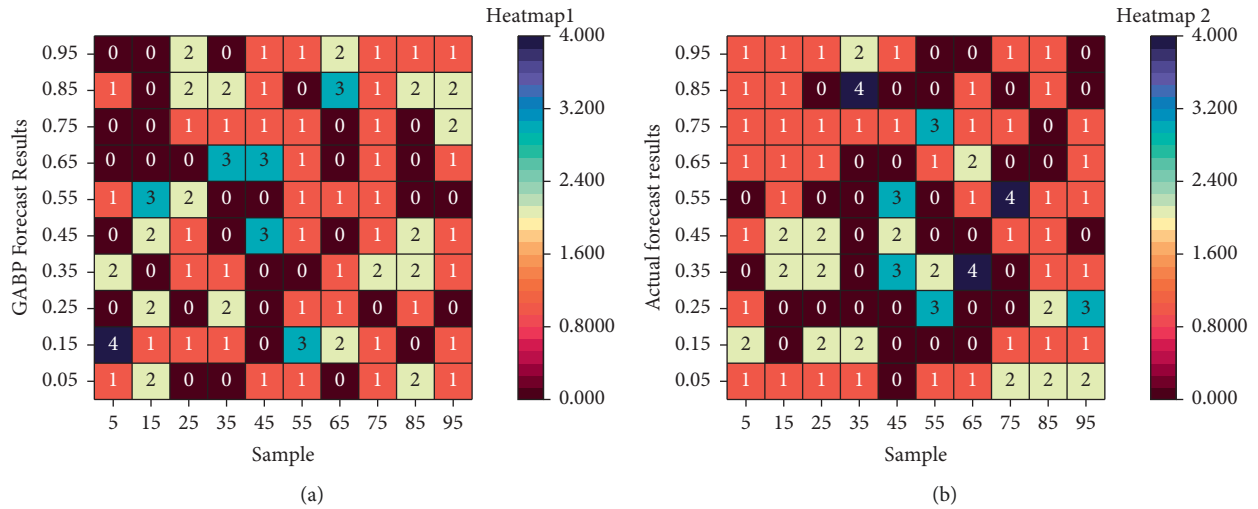 Heatmap1
GABP Forecast Results
0.95 0 0 2 0 1 1 2 1 1 1
0.85 1 0 2 2 1 0 3 1 2 2
0.75 0 0 1 1 1 1 0 1 0 2
0.65 0 0 0 3 3 1 0 1 0 1
0.55 1 3 2 0 0 1 1 1 0 0
0.45 0 2 1 0 3 1 0 1 2 1
0.35 2 0 1 1 0 0 1 2 2 1
0.25 0 2 0 2 0 1 1 0 1 0
0.15 4 1 1 1 0 3 2 1 0 1
0.05 1 2 0 0 1 1 0 1 2 1
5 15 25 35 45 55 65 75 85 95
Sample
4.000
3.200
2.400
1.600
0.8000
0.000
(a)
Heatmap 2
Actual forecast results
0.95 1 1 1 2 1 0 0 1 1 0
0.85 1 1 0 4 0 0 1 0 1 0
0.75 1 1 1 1 1 3 1 1 0 1
0.65 1 1 1 0 0 1 2 0 0 1
0.55 0 1 0 0 3 0 1 4 1 1
0.45 1 2 2 0 2 0 0 1 1 0
0.35 0 2 2 0 3 2 4 0 1 1
0.25 1 0 0 0 0 3 0 0 2 3
0.15 2 0 2 2 0 0 0 1 1 1
0.05 1 1 1 1 0 1 1 2 2 2
5 15 25 35 45 55 65 75 85 95
Sample
4.000
3.200
2.400
1.600
0.8000
0.000
(b)